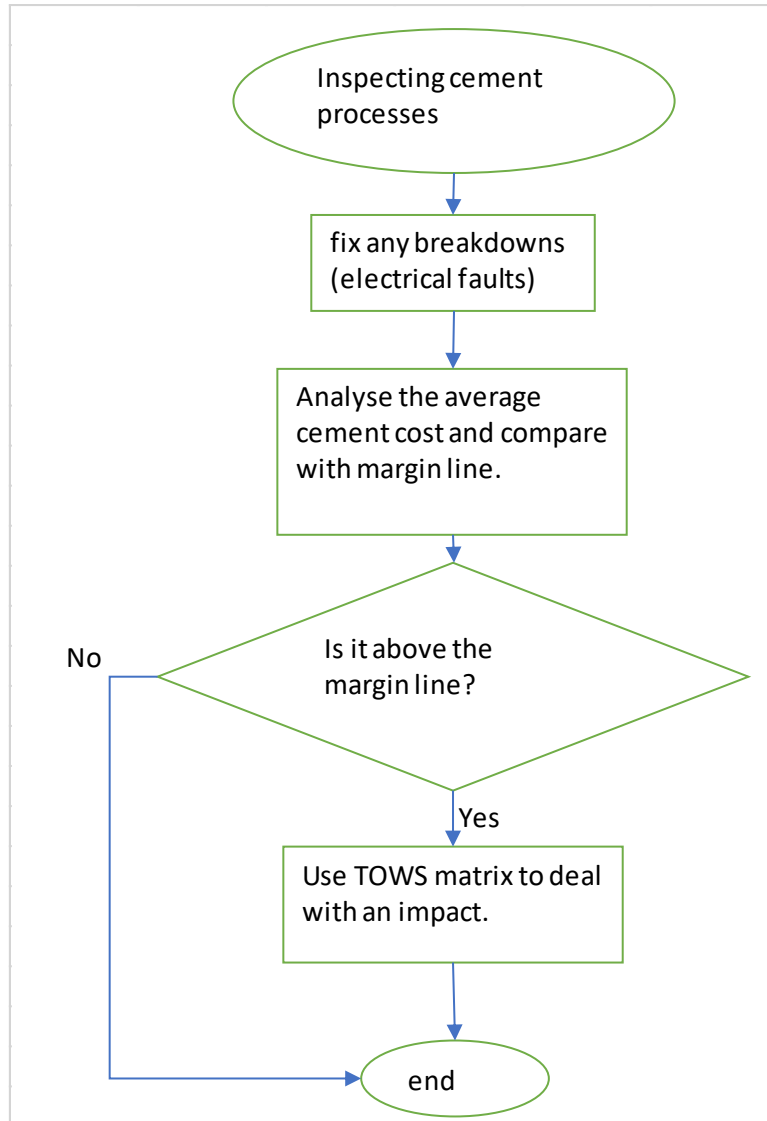 Inspecting cement
processes
fix any breakdowns
(electrical faults)
Analyse the average
cement cost and compare
with margin line.
Is it above the
margin line?
No
Yes
Use TOWS matrix to deal
with an impact.
end